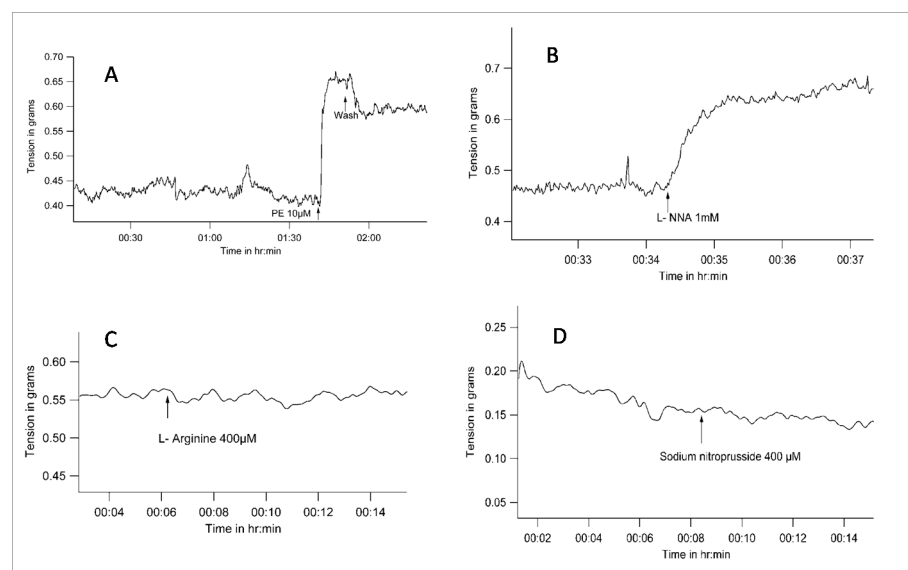 A
Tension in grams
0.70
0.60
0.55
0.50
0.45
0.40
Wash
PE 10µM
00:30 01:00 01:30 02:00
Time in hr:min
B
Tension in grams
0.7
0.6
0.5
0.4
L- NNA 1mM
00:33 00:34 00:35 00:36 00:37
Time in hr:min
C
Tension in grams
0.60
0.55
0.50
0.45
L- Arginine 400µM
00:04 00:06 00:08 00:10 00:12 00:14
Time in hr:min
D
Tension in grams
0.25
0.20
0.15
0.10
0.05
Sodium nitroprusside 400 µM
00:02 00:04 00:06 00:08 00:10 00:12 00:14
Time in hr:min